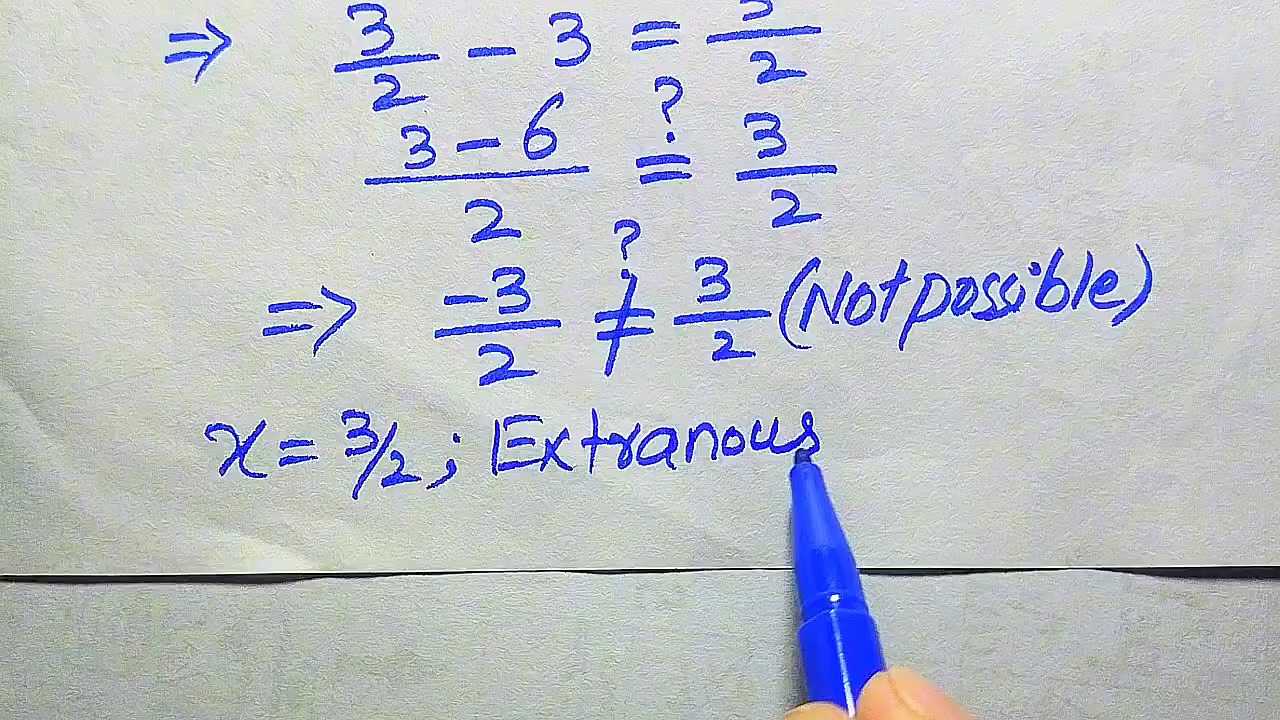 ⇒ 3/2 - 3 = 3/2
(3 - 6)/2 ≟ 3/2
⇒ -3/2 ?≠ 3/2 (Not possible)
x = 3/2 ; Extranous